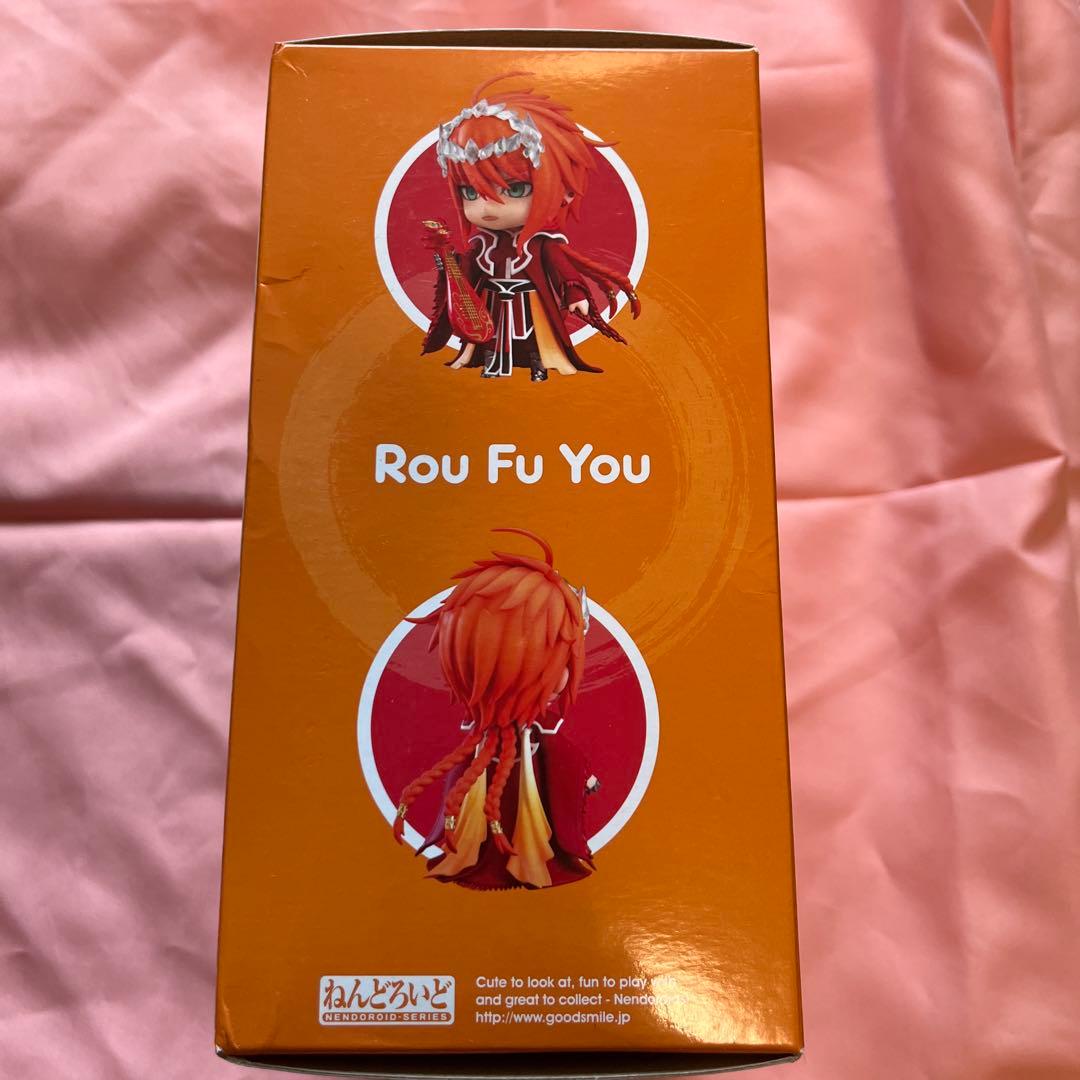 Rou Fu You
ねんどろいど
NENDOROID-SERIES
Cute to look at, fun to play with
and great to collect - Nendoroids!
http://www.goodsmile.jp